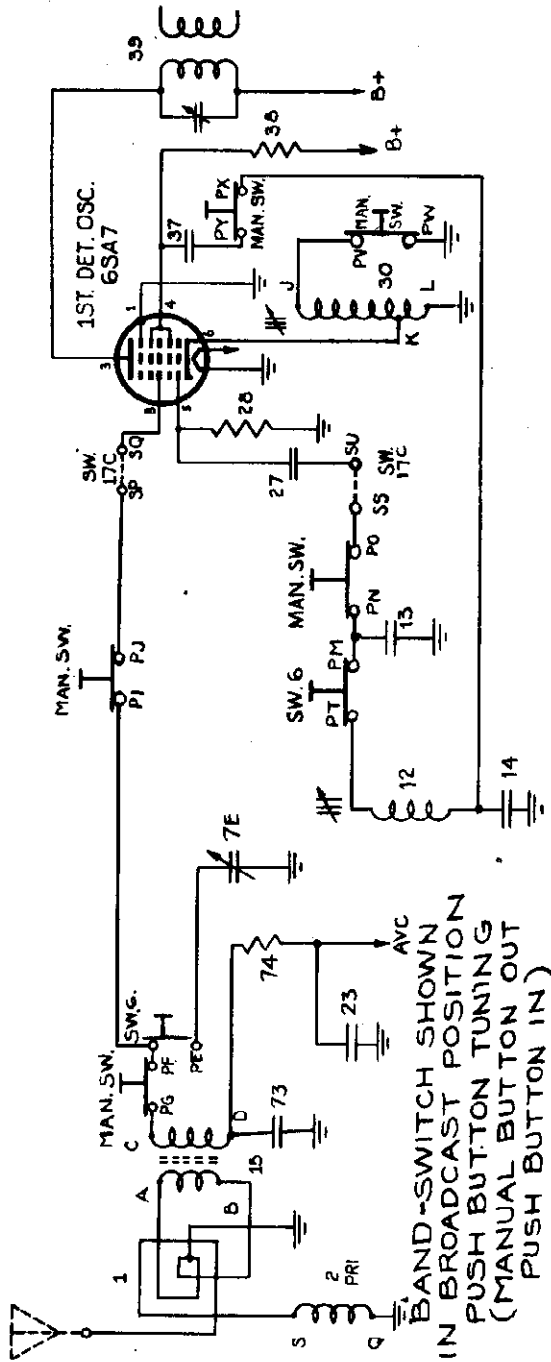 1ST. DET. OSC.
6SA7
39
3
1
4
6
8
5
B+
38
B+
37
PY
PX
MAN. SW.
J
PV
MAN.
SW.
30
PW
K
L
SW.
17C
SP
SQ
28
27
SU
SW.
17C
SS
MAN. SW.
PI
PJ
MAN. SW.
PN
PO
SW. 6
PT
PM
13
12
14
MAN. SW.
SW. 6.
PG
PF
PE
7E
C
D
A
B
15
73
74
23
AVC
1
2
PRI
S
Q
BAND-SWITCH SHOWN
IN BROADCAST POSITION
PUSH BUTTON TUNING
(MANUAL BUTTON OUT
PUSH BUTTON IN)